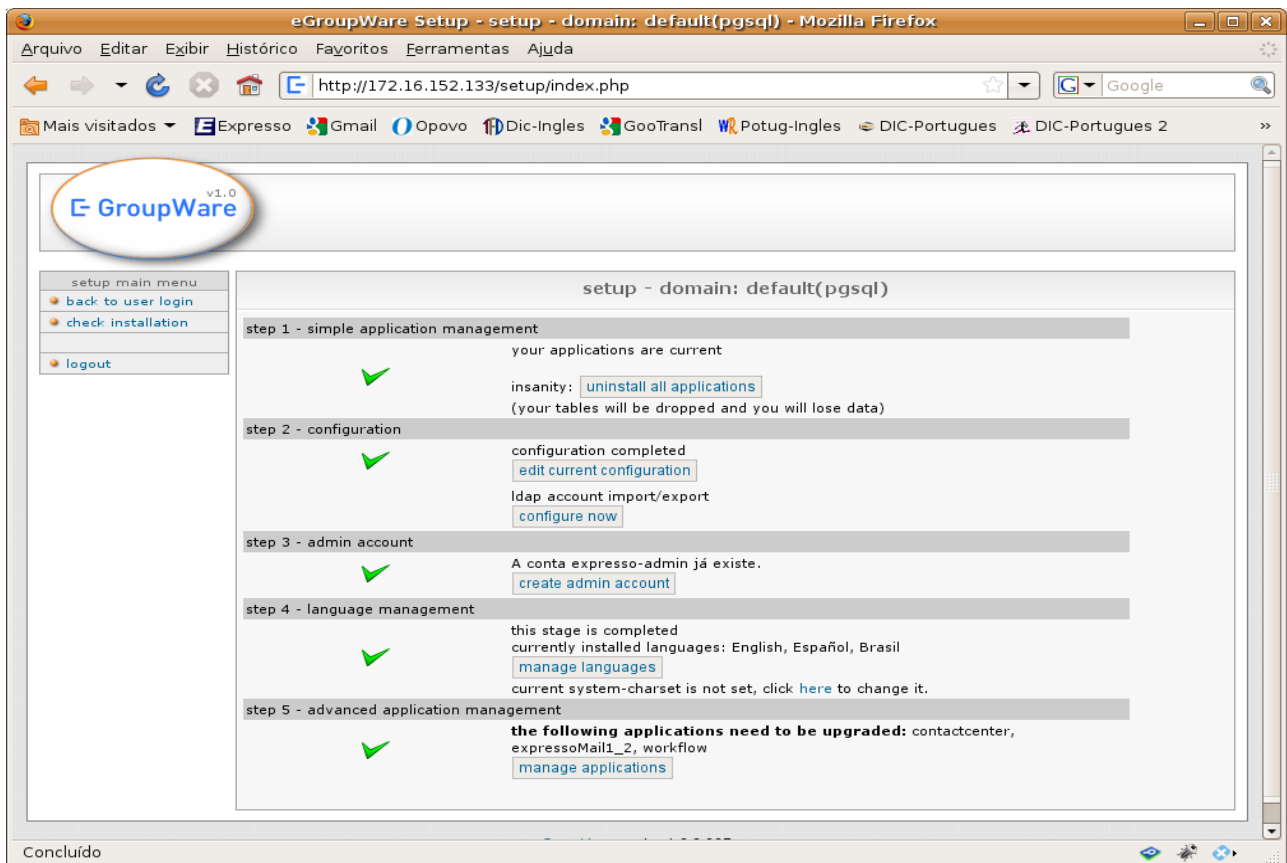 eGroupWare Setup - setup - domain: default(pgsql) - Mozilla Firefox
Arquivo Editar Exibir Histórico Favoritos Ferramentas Ajuda
http://172.16.152.133/setup/index.php
Google
Mais visitados Expresso Gmail Opovo Dic-Ingles GooTransl Potug-Ingles DIC-Portugues DIC-Portugues 2 »
v1.0
GroupWare
setup main menu
back to user login
check installation
logout
setup - domain: default(pgsql)
step 1 - simple application management
your applications are current
insanity: uninstall all applications
(your tables will be dropped and you will lose data)
step 2 - configuration
configuration completed
edit current configuration
ldap account import/export
configure now
step 3 - admin account
A conta expresso-admin já existe.
create admin account
step 4 - language management
this stage is completed
currently installed languages: English, Español, Brasil
manage languages
current system-charset is not set, click here to change it.
step 5 - advanced application management
the following applications need to be upgraded: contactcenter,
expressoMail1_2, workflow
manage applications
Concluído